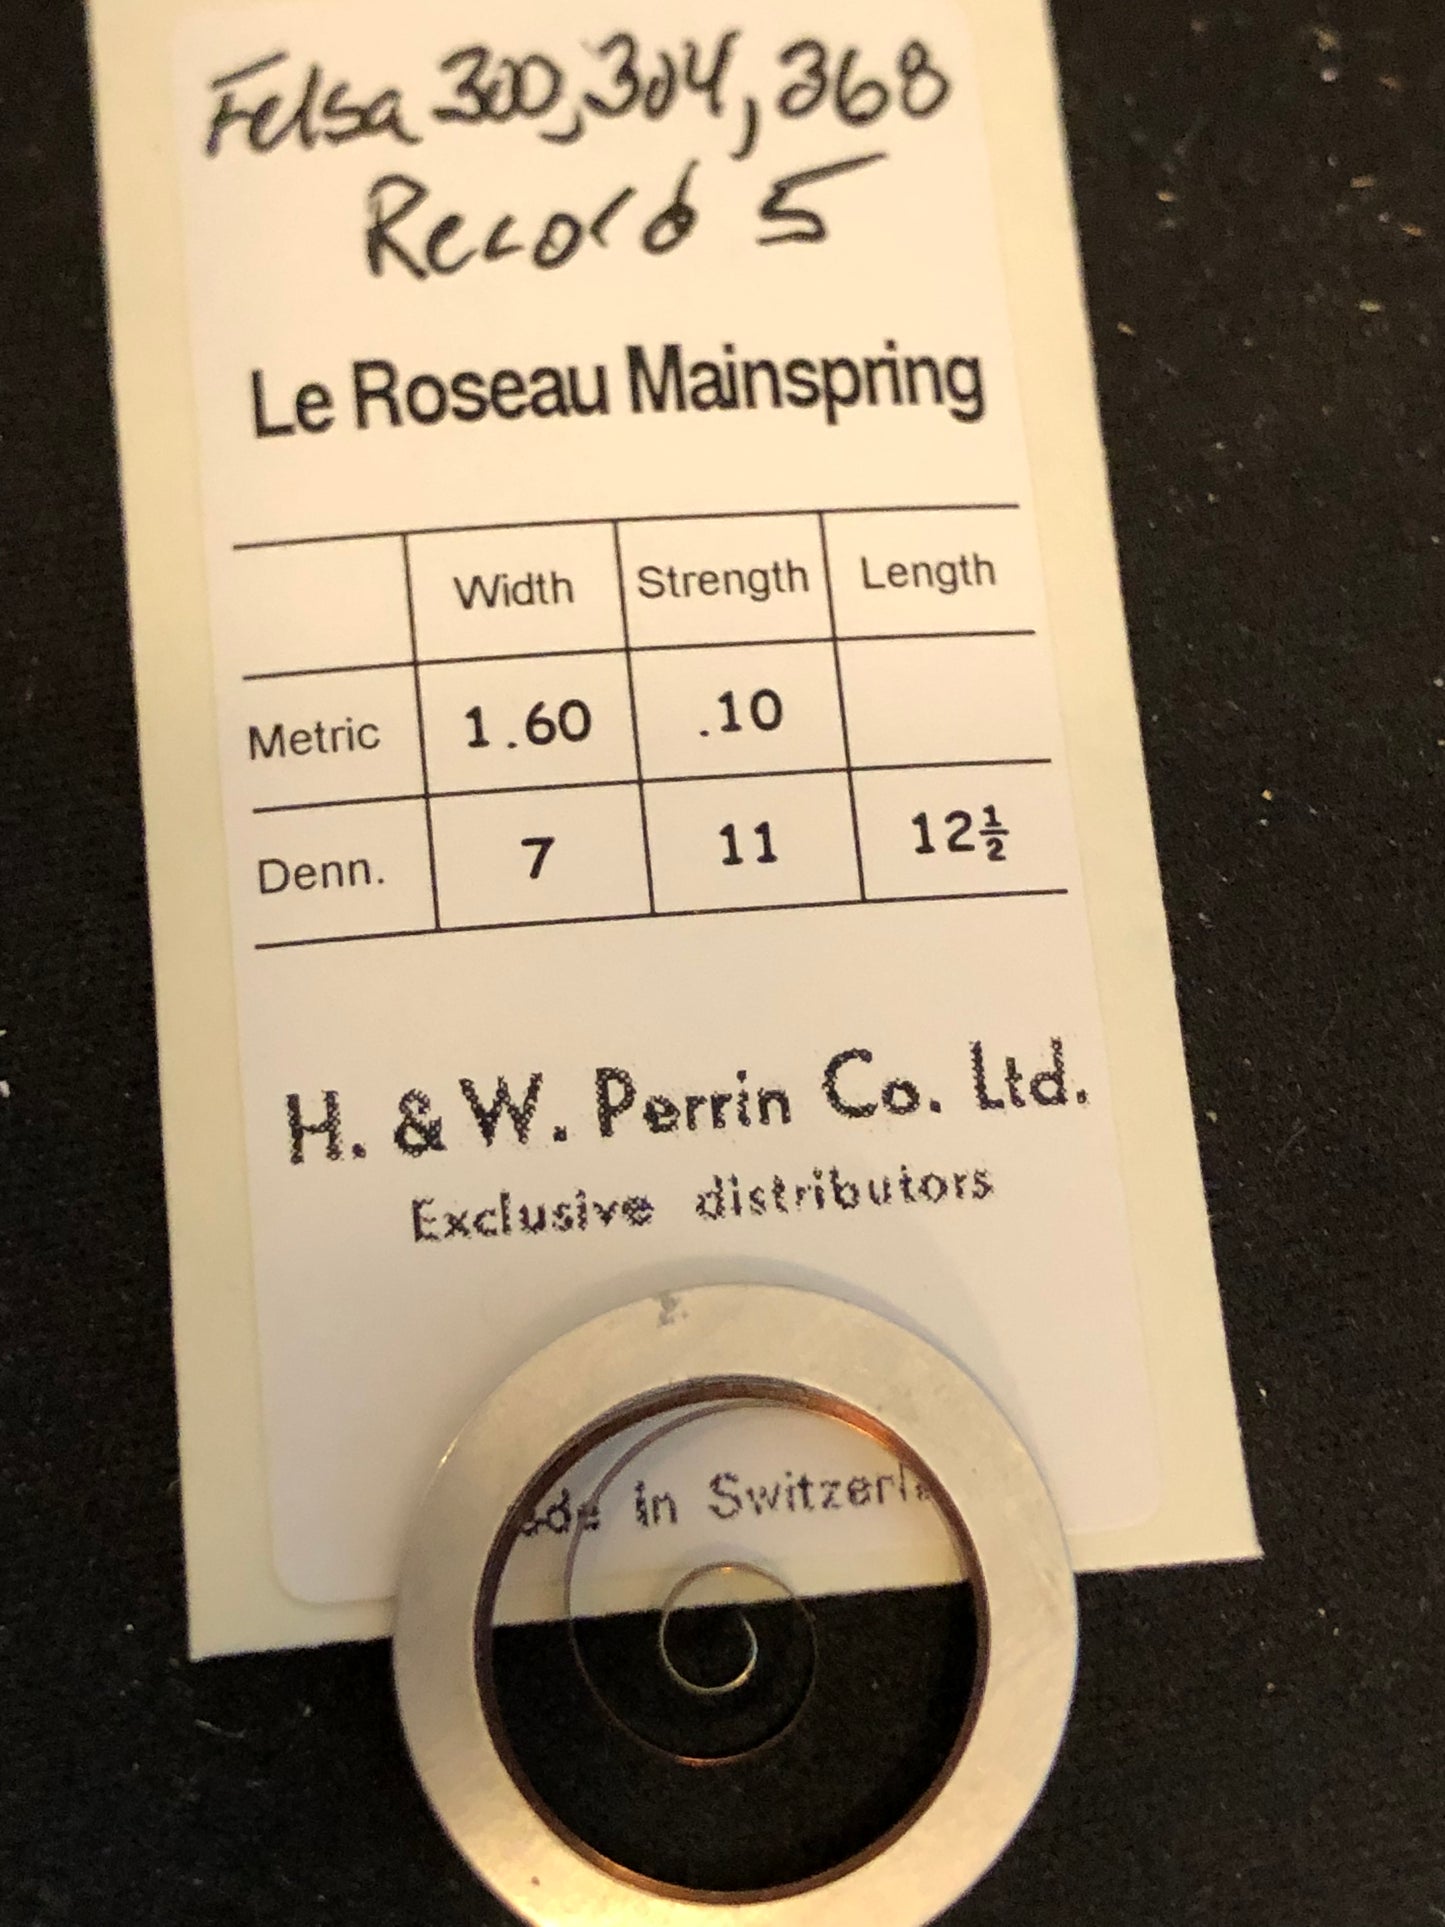 Felsa 300, 304, 368
Record 5
Le Roseau Mainspring
Width Strength Length
Metric 1.60 .10
Denn. 7 11 12½
H. & W. Perrin Co. Ltd.
Exclusive distributors
in